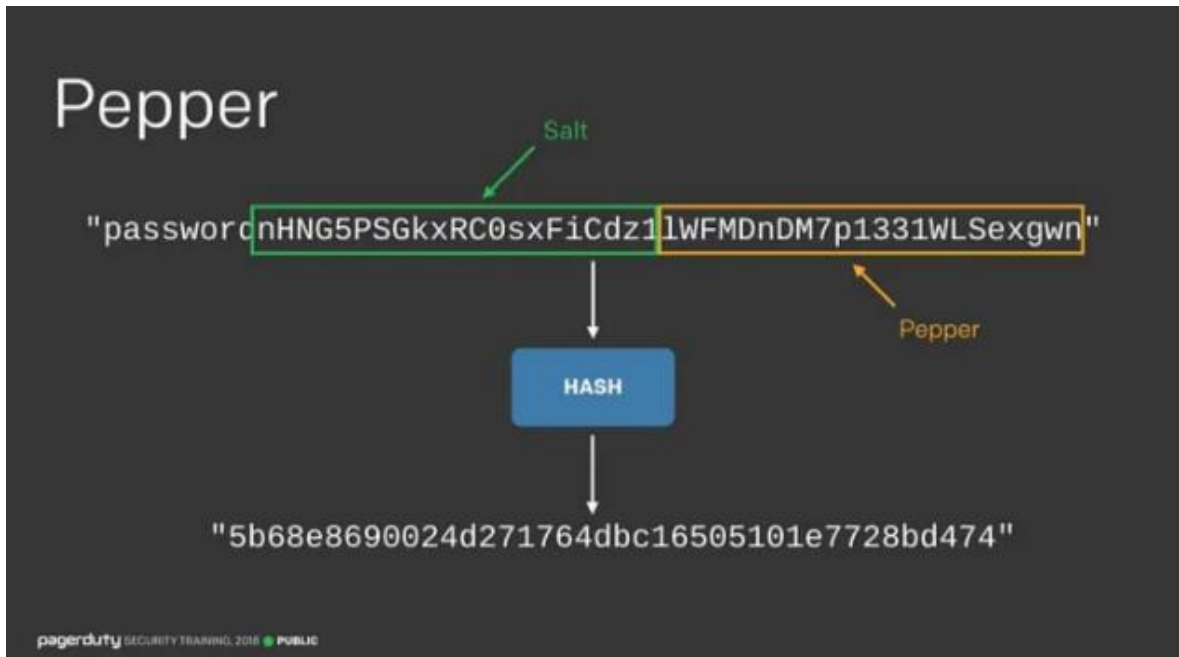 Pepper
Salt
"passwordnHNG5PSGkxRC0sxFiCdz1lWFMDnDM7p1331WLSexgwn"
Pepper
HASH
"5b68e8690024d271764dbc16505101e7728bd474"
pagerduty SECURITY TRAINING, 2018 PUBLIC